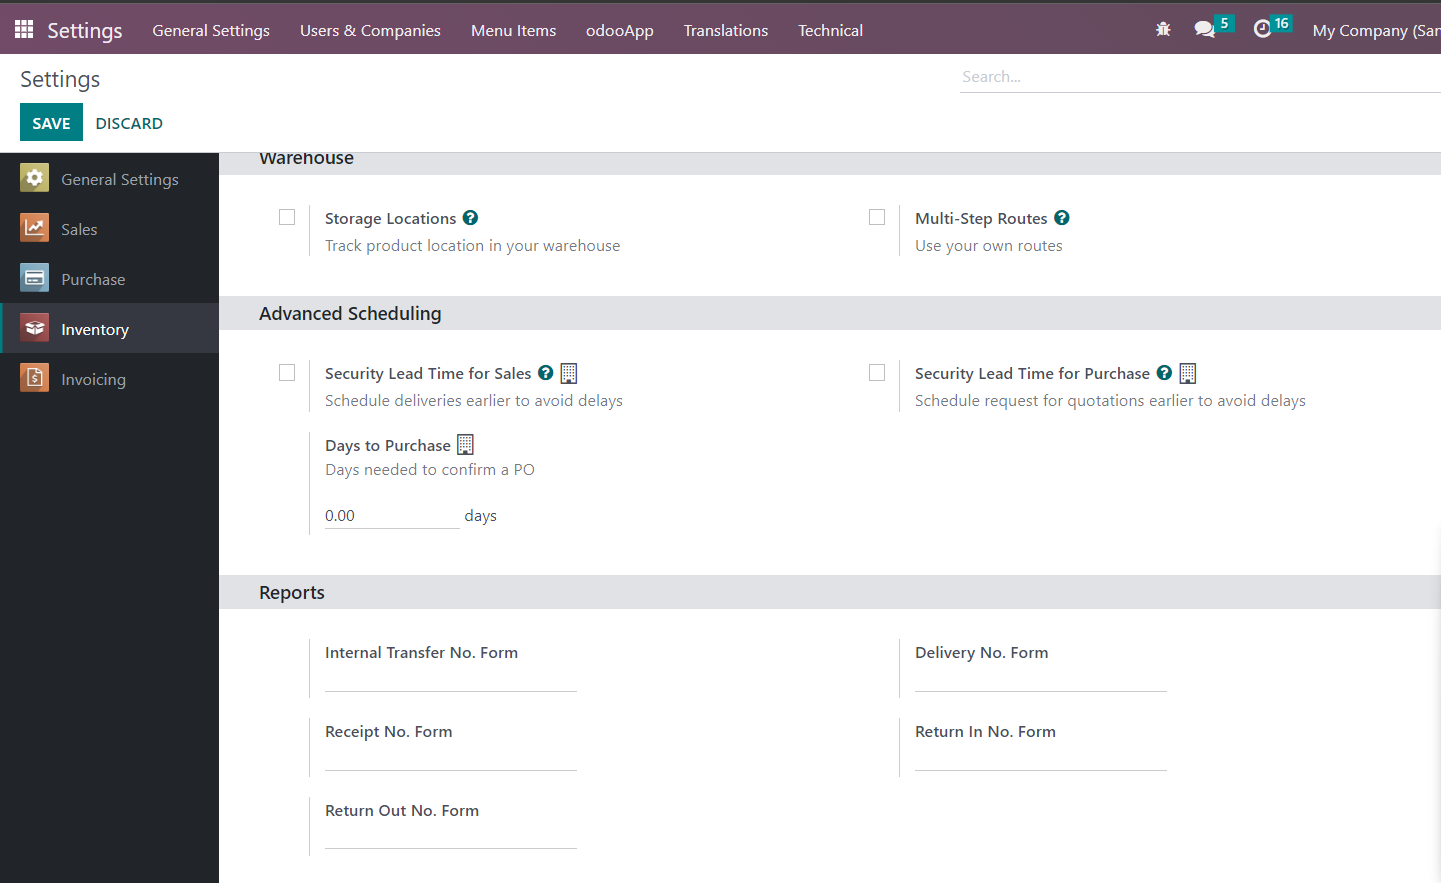 Settings General Settings Users & Companies Menu Items odooApp Translations Technical 5 16 My Company (San
Settings
Search...
SAVE DISCARD
General Settings
Sales
Purchase
Inventory
Invoicing
Warehouse
Storage Locations ?
Track product location in your warehouse
Multi-Step Routes ?
Use your own routes
Advanced Scheduling
Security Lead Time for Sales ?
Schedule deliveries earlier to avoid delays
Security Lead Time for Purchase ?
Schedule request for quotations earlier to avoid delays
Days to Purchase
Days needed to confirm a PO
0.00 days
Reports
Internal Transfer No. Form
Delivery No. Form
Receipt No. Form
Return In No. Form
Return Out No. Form